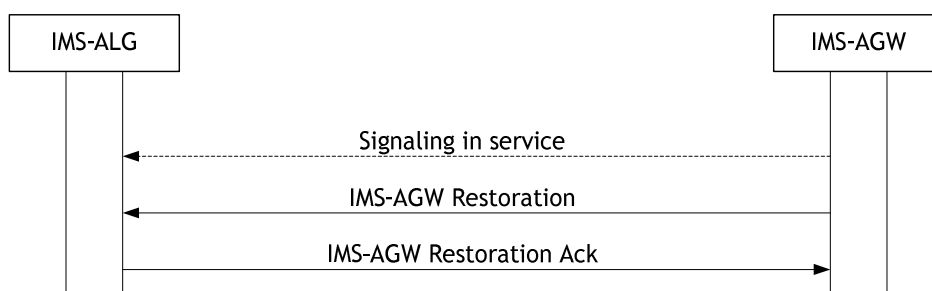 IMS-ALG
IMS-AGW
Signaling in service
IMS-AGW Restoration
IMS-AGW Restoration Ack